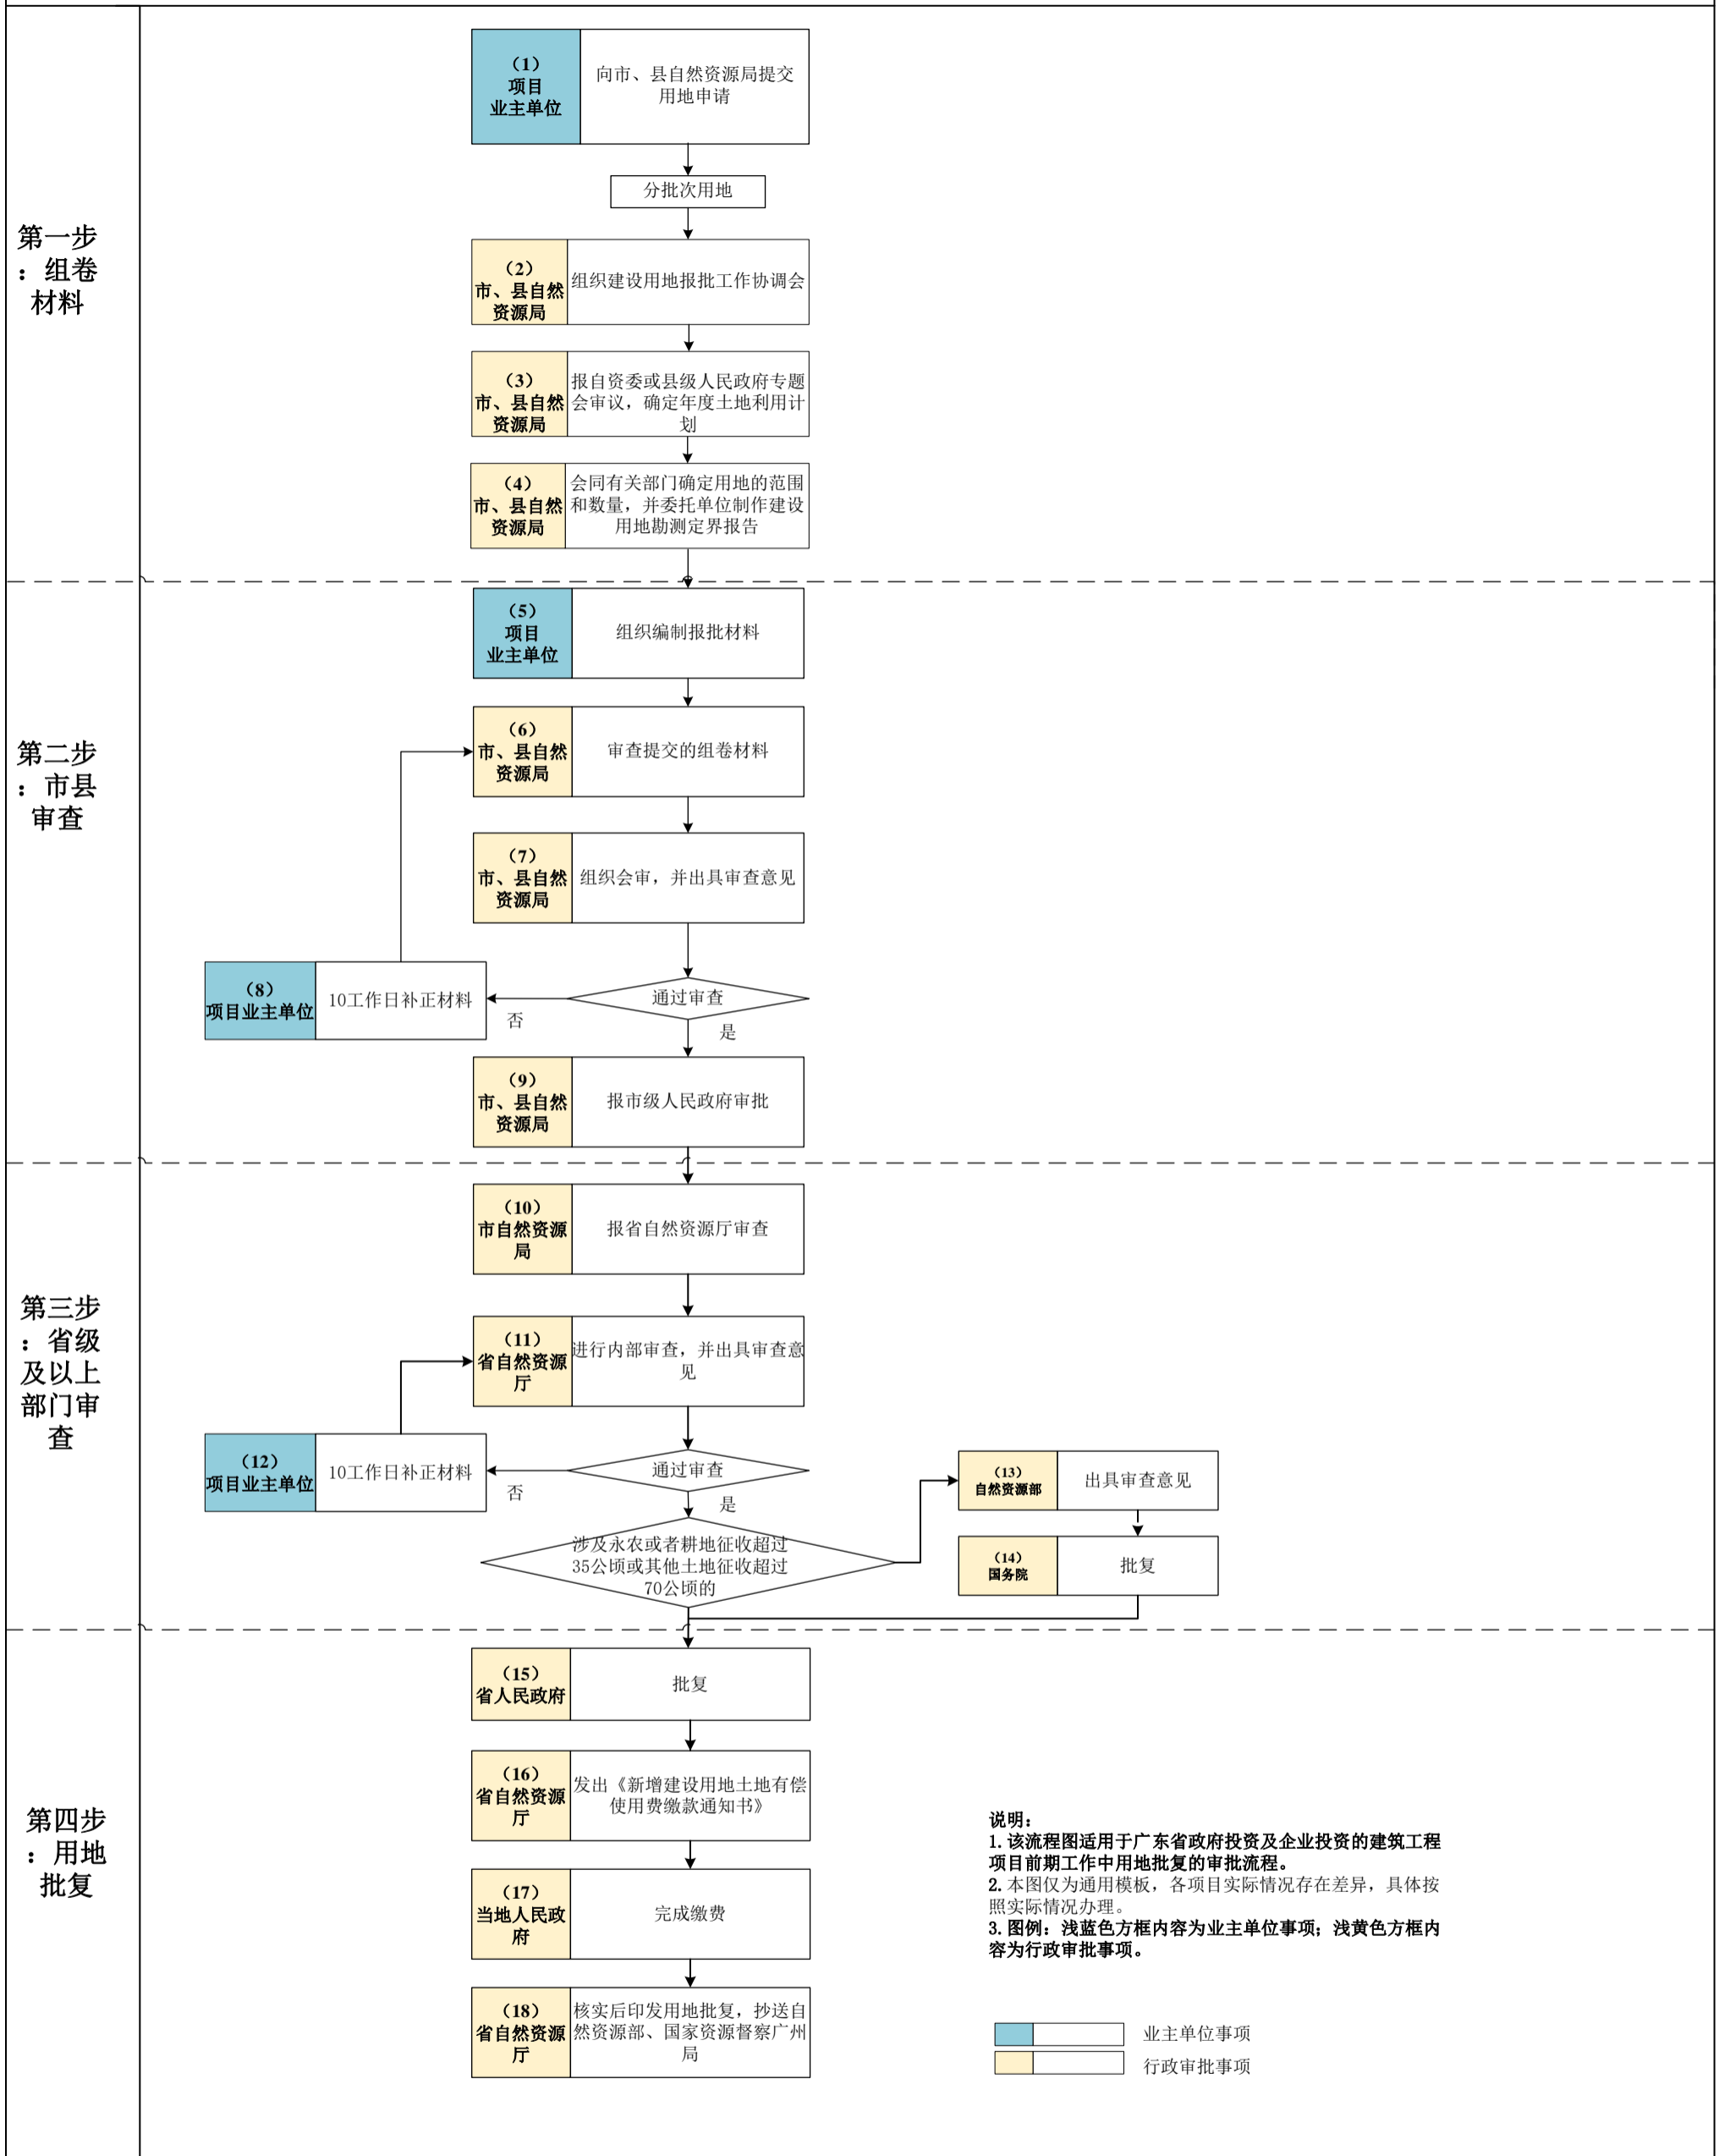 第一步
：组卷
材料
（1）
项目
业主单位
向市、县自然资源局提交
用地申请
分批次用地
（2）
市、县自然
资源局
组织建设用地报批工作协调会
（3）
市、县自然
资源局
报自资委或县级人民政府专题
会审议，确定年度土地利用计
划
（4）
市、县自然
资源局
会同有关部门确定用地的范围
和数量，并委托单位制作建设
用地勘测定界报告
第二步
：市县
审查
（5）
项目
业主单位
组织编制报批材料
（6）
市、县自然
资源局
审查提交的组卷材料
（7）
市、县自然
资源局
组织会审，并出具审查意见
通过审查
否
是
（8）
项目业主单位
10工作日补正材料
（9）
市、县自然
资源局
报市级人民政府审批
第三步
：省级
及以上
部门审
查
（10）
市自然资源
局
报省自然资源厅审查
（11）
省自然资源
厅
进行内部审查，并出具审查意
见
通过审查
否
是
（12）
项目业主单位
10工作日补正材料
涉及永农或者耕地征收超过
35公顷或其他土地征收超过
70公顷的
（13）
自然资源部
出具审查意见
（14）
国务院
批复
第四步
：用地
批复
（15）
省人民政府
批复
（16）
省自然资源
厅
发出《新增建设用地土地有偿
使用费缴款通知书》
（17）
当地人民政
府
完成缴费
（18）
省自然资源
厅
核实后印发用地批复，抄送自
然资源部、国家资源督察广州
局
说明：
1.该流程图适用于广东省政府投资及企业投资的建筑工程
项目前期工作中用地批复的审批流程。
2.本图仅为通用模板，各项目实际情况存在差异，具体按
照实际情况办理。
3.图例：浅蓝色方框内容为业主单位事项；浅黄色方框内
容为行政审批事项。
业主单位事项
行政审批事项